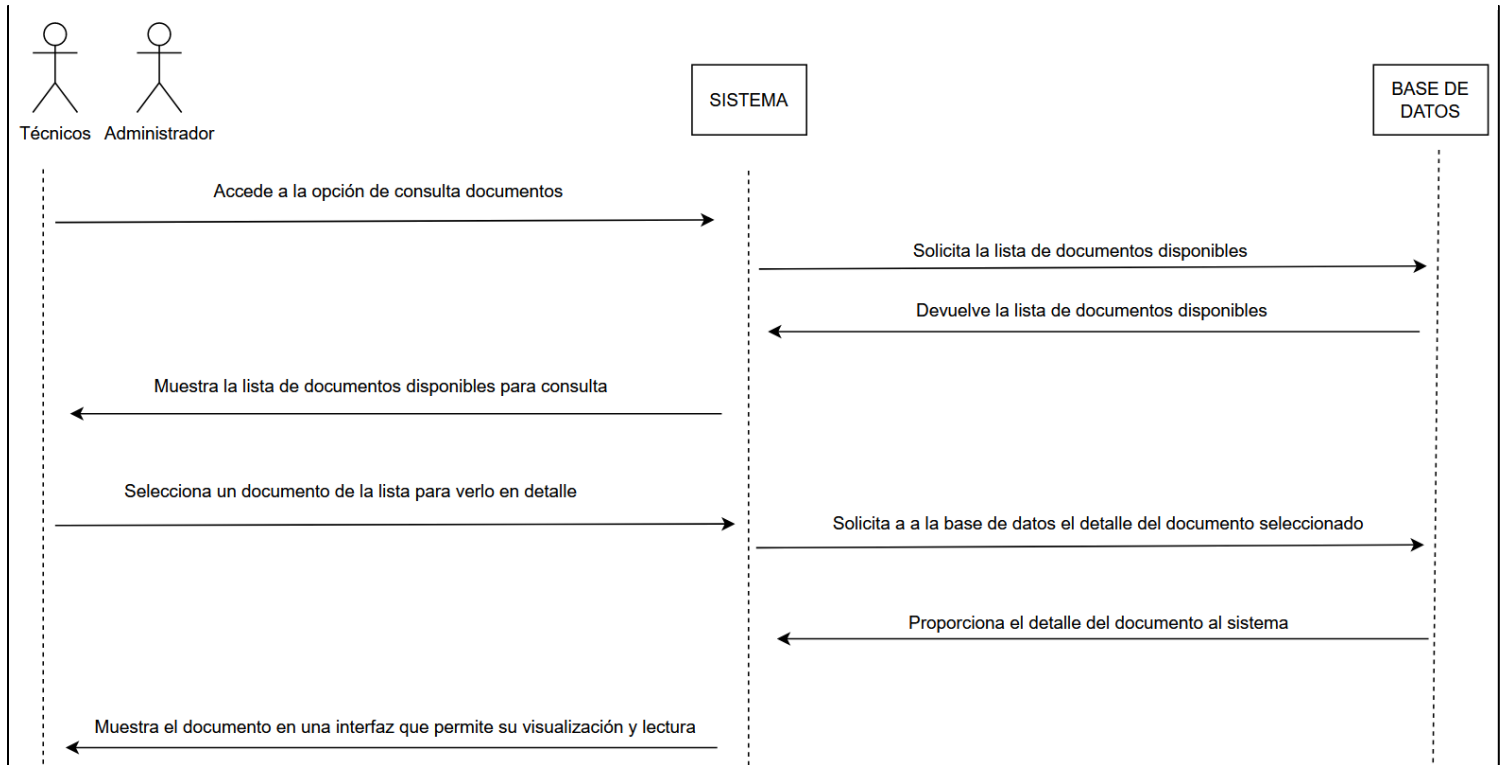 Técnicos
Administrador
SISTEMA
BASE DE
DATOS
Accede a la opción de consulta documentos
Solicita la lista de documentos disponibles
Devuelve la lista de documentos disponibles
Muestra la lista de documentos disponibles para consulta
Selecciona un documento de la lista para verlo en detalle
Solicita a a la base de datos el detalle del documento seleccionado
Proporciona el detalle del documento al sistema
Muestra el documento en una interfaz que permite su visualización y lectura